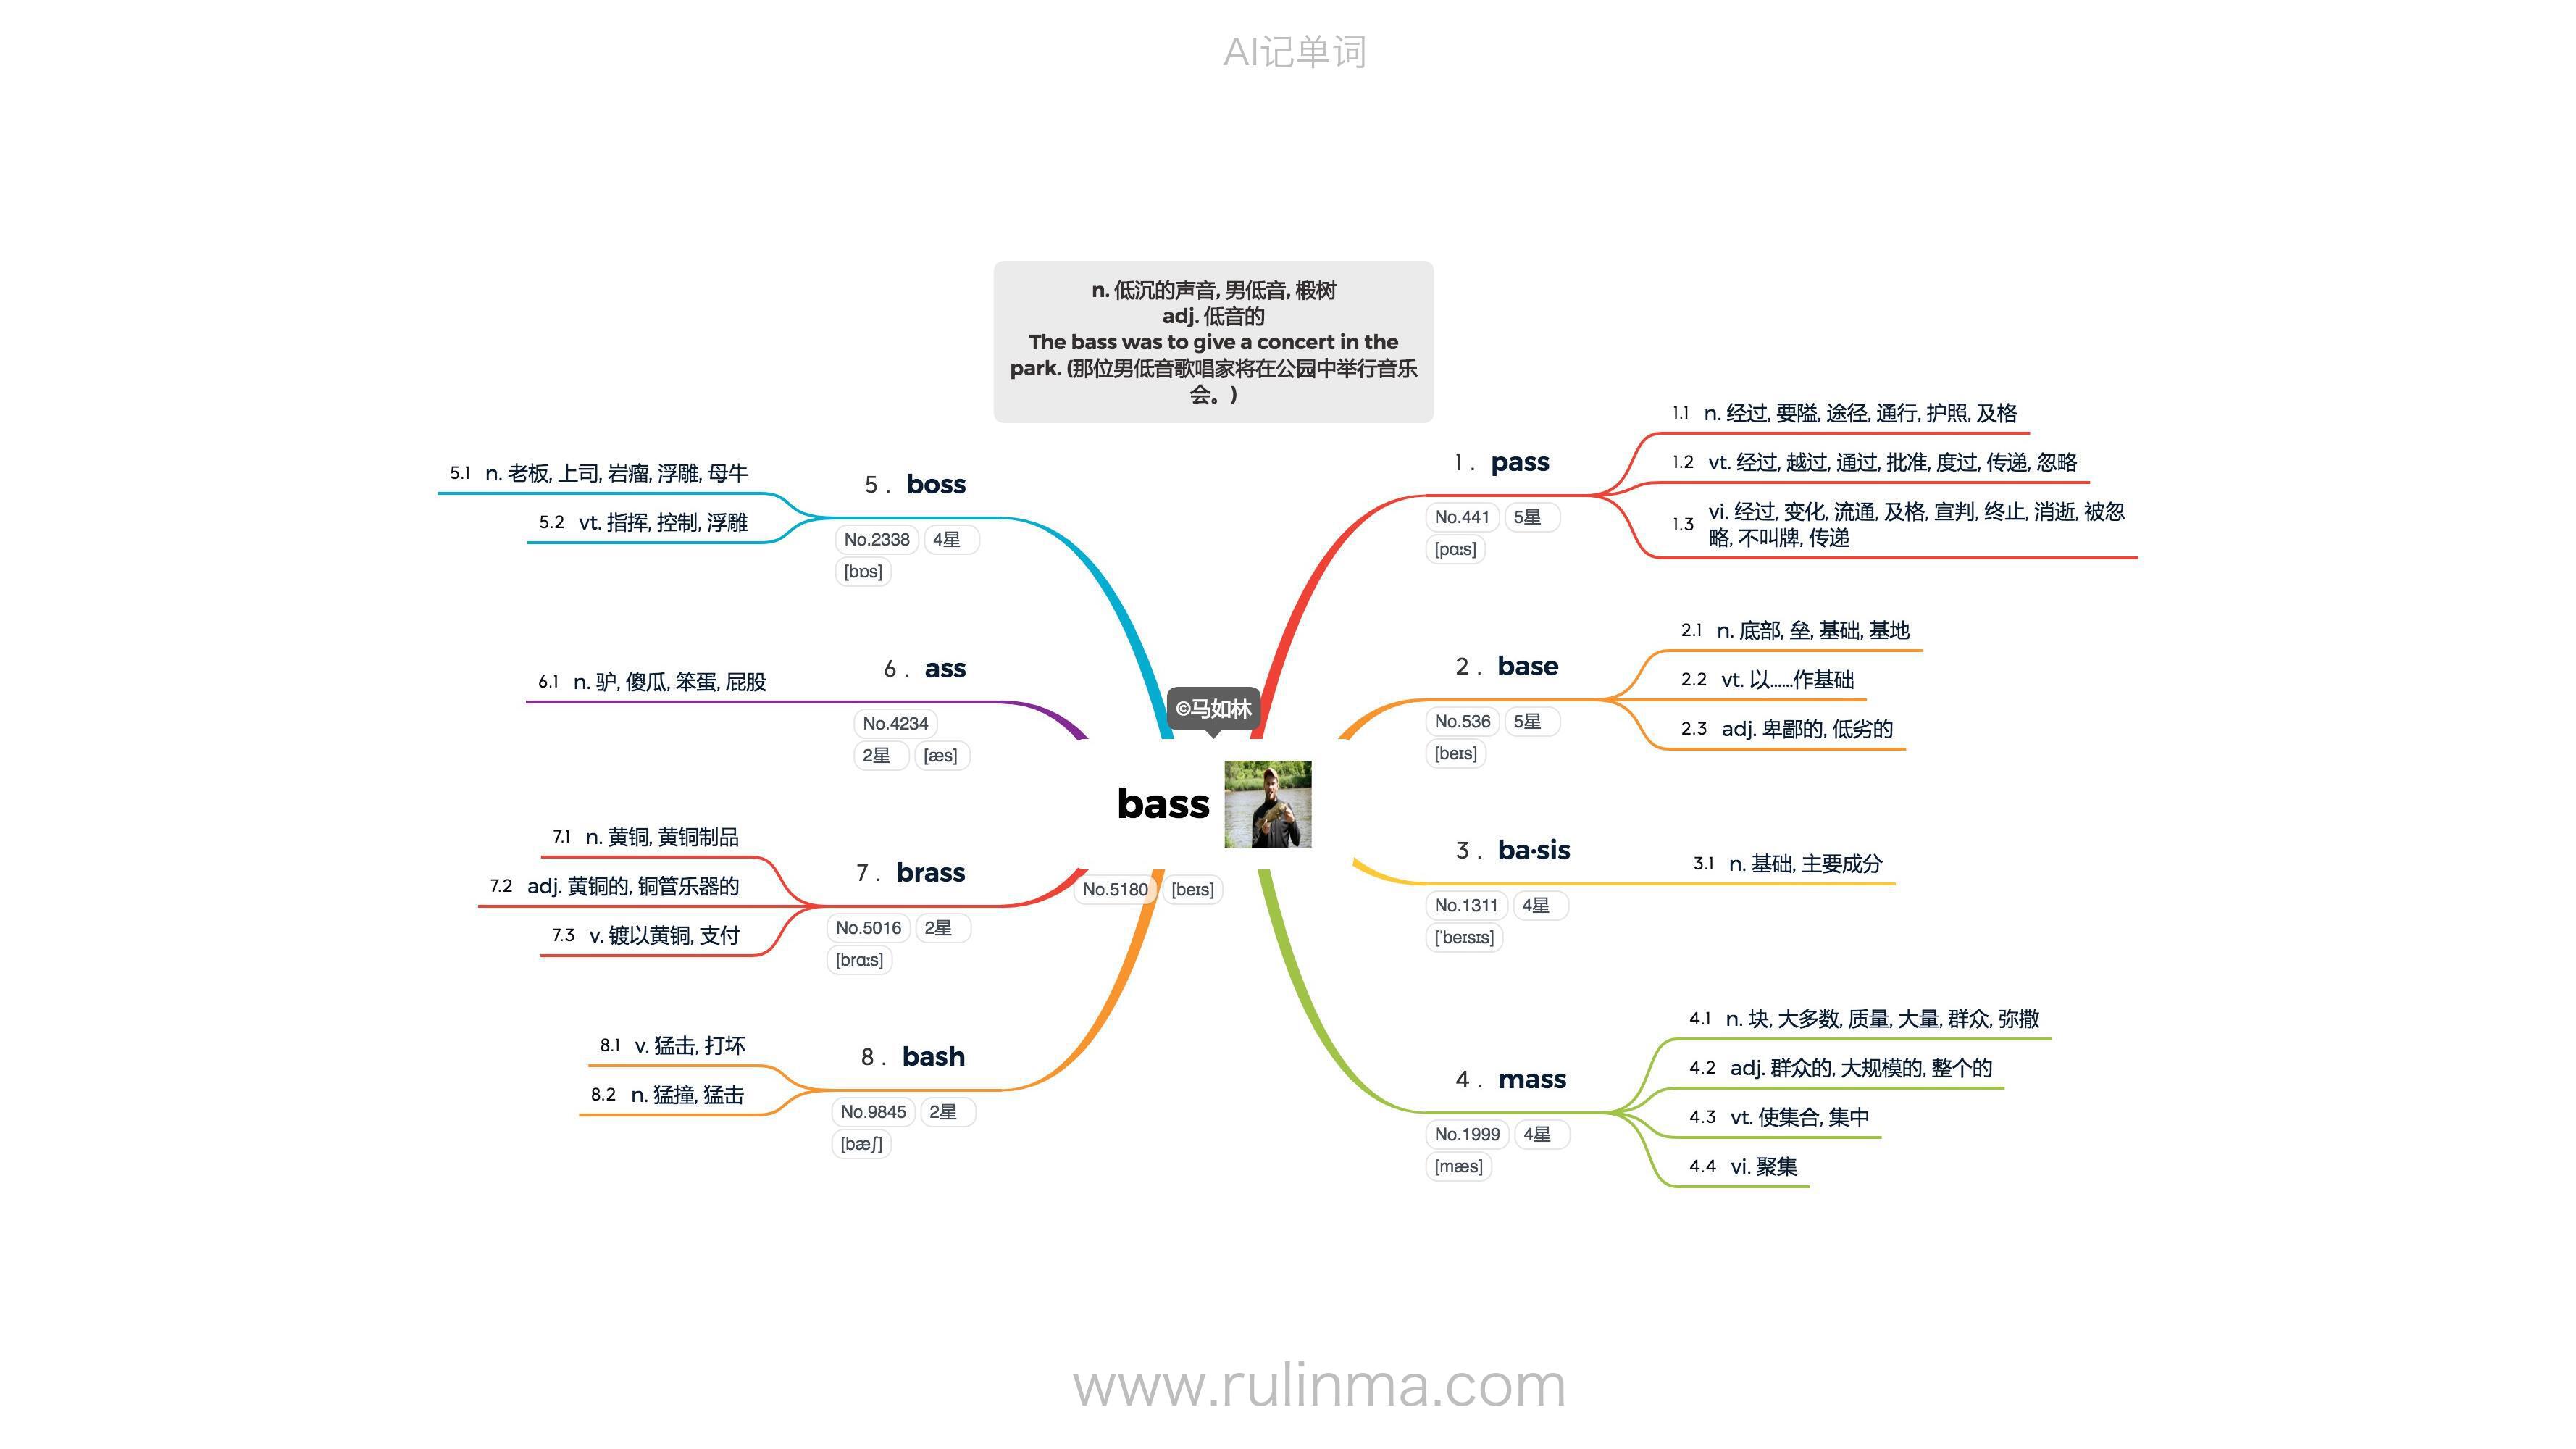 AI记单词
n. 低沉的声音, 男低音, 椴树
adj. 低音的
The bass was to give a concert in the
park. (那位男低音歌唱家将在公园中举行音乐
会。)
©马如林
bass
No.5180 [beɪs]
1 . pass
No.441 5星
[pɑːs]
1.1 n. 经过, 要隘, 途径, 通行, 护照, 及格
1.2 vt. 经过, 越过, 通过, 批准, 度过, 传递, 忽略
1.3 vi. 经过, 变化, 流通, 及格, 宣判, 终止, 消逝, 被忽
略, 不叫牌, 传递
2 . base
No.536 5星
[beɪs]
2.1 n. 底部, 垒, 基础, 基地
2.2 vt. 以......作基础
2.3 adj. 卑鄙的, 低劣的
3 . ba·sis
No.1311 4星
[ˈbeɪsɪs]
3.1 n. 基础, 主要成分
4 . mass
No.1999 4星
[mæs]
4.1 n. 块, 大多数, 质量, 大量, 群众, 弥撒
4.2 adj. 群众的, 大规模的, 整个的
4.3 vt. 使集合, 集中
4.4 vi. 聚集
5 . boss
No.2338 4星
[bɒs]
5.1 n. 老板, 上司, 岩瘤, 浮雕, 母牛
5.2 vt. 指挥, 控制, 浮雕
6 . ass
No.4234
2星 [æs]
6.1 n. 驴, 傻瓜, 笨蛋, 屁股
7 . brass
No.5016 2星
[brɑːs]
7.1 n. 黄铜, 黄铜制品
7.2 adj. 黄铜的, 铜管乐器的
7.3 v. 镀以黄铜, 支付
8 . bash
No.9845 2星
[bæʃ]
8.1 v. 猛击, 打坏
8.2 n. 猛撞, 猛击
www.rulinma.com